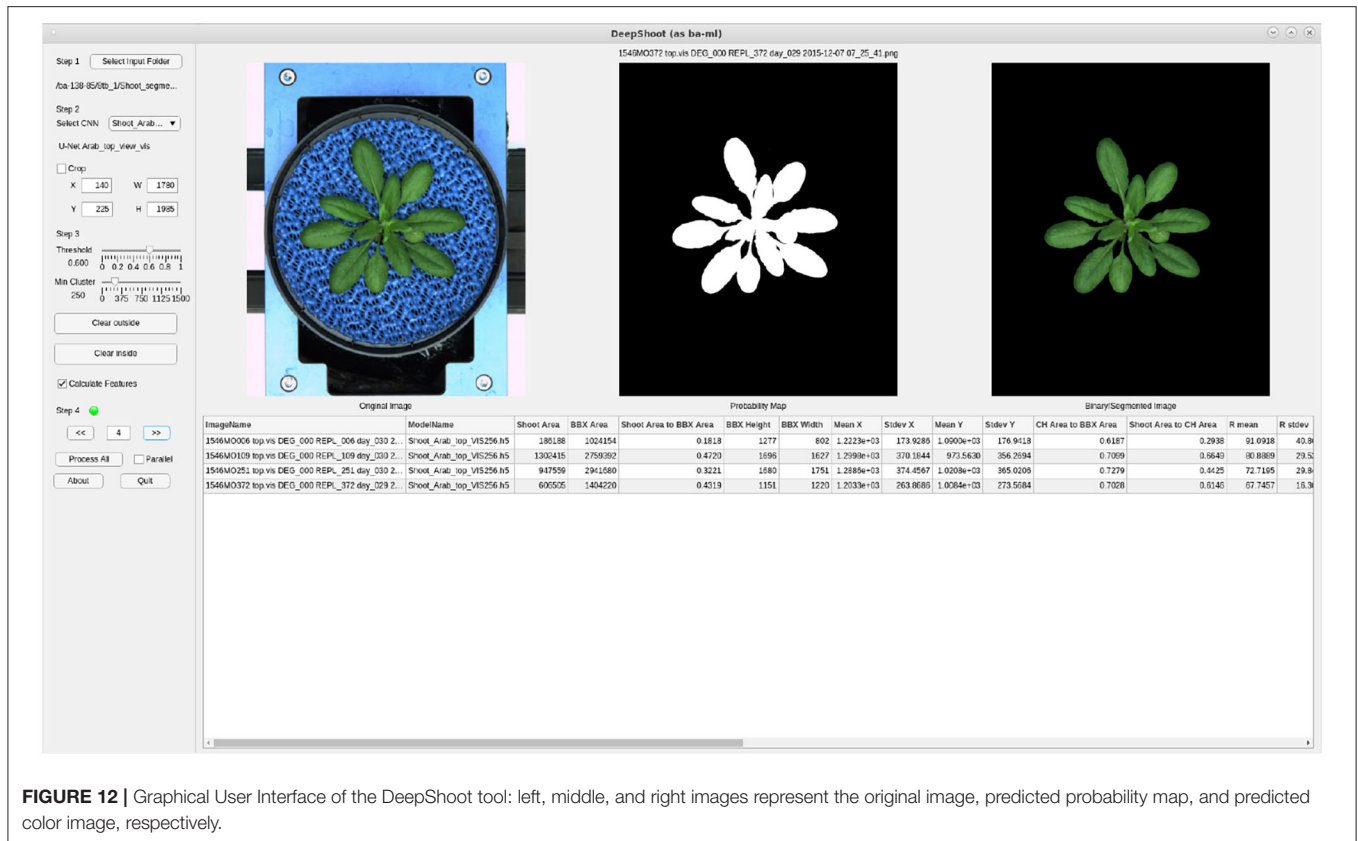 DeepShoot (as ba-ml)
Step 1 Select Input Folder
/ba-138-85/8tb_1/Shoot_segme...
Step 2
Select CNN Shoot_Arab...
U-Net Arab_top_view_vis
Crop
X 140 W 1780
Y 225 H 1985
Step 3
Threshold
0.600 0 0.2 0.4 0.6 0.8 1
Min Cluster
250 0 375 750 1125 1500
Clear outside
Clear inside
Calculate Features
Step 4
<< 4 >>
Process All Parallel
About Quit
1546MO372 top.vis DEG_000 REPL_372 day_029 2015-12-07 07_25_41.png
Original Image Probability Map Binary/Segmented Image
ImageName ModelName Shoot Area BBX Area Shoot Area to BBX Area BBX Height BBX Width Mean X Stdev X Mean Y Stdev Y CH Area to BBX Area Shoot Area to CH Area R mean R stdev
1546MO006 top.vis DEG_000 REPL_006 day_030 2... Shoot_Arab_top_VIS256.h5 186188 1024154 0.1818 1277 802 1.2223e+03 173.9286 1.0900e+03 176.9418 0.6187 0.2938 91.0918 40.8
1546MO109 top.vis DEG_000 REPL_109 day_030 2... Shoot_Arab_top_VIS256.h5 1302415 2759392 0.4720 1696 1627 1.2998e+03 370.1844 973.5630 356.2694 0.7099 0.6649 80.8889 29.5
1546MO251 top.vis DEG_000 REPL_251 day_030 2... Shoot_Arab_top_VIS256.h5 947559 2941680 0.3221 1680 1751 1.2886e+03 374.4567 1.0208e+03 365.0206 0.7279 0.4425 72.7195 29.8
1546MO372 top.vis DEG_000 REPL_372 day_029 2... Shoot_Arab_top_VIS256.h5 606505 1404220 0.4319 1151 1220 1.2033e+03 263.8686 1.0084e+03 273.5684 0.7028 0.6146 67.7457 16.3
FIGURE 12 | Graphical User Interface of the DeepShoot tool: left, middle, and right images represent the original image, predicted probability map, and predicted
color image, respectively.